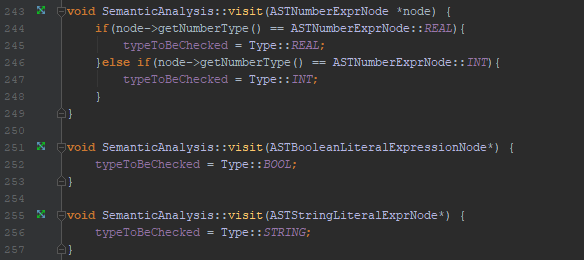 243 void SemanticAnalysis::visit(ASTNumberExprNode *node) {
244     if(node->getNumberType() == ASTNumberExprNode::REAL){
245         typeToBeChecked = Type::REAL;
246     }else if(node->getNumberType() == ASTNumberExprNode::INT){
247         typeToBeChecked = Type::INT;
248     }
249 }
250
251 void SemanticAnalysis::visit(ASTBooleanLiteralExpressionNode*) {
252     typeToBeChecked = Type::BOOL;
253 }
254
255 void SemanticAnalysis::visit(ASTStringLiteralExprNode*) {
256     typeToBeChecked = Type::STRING;
257 }